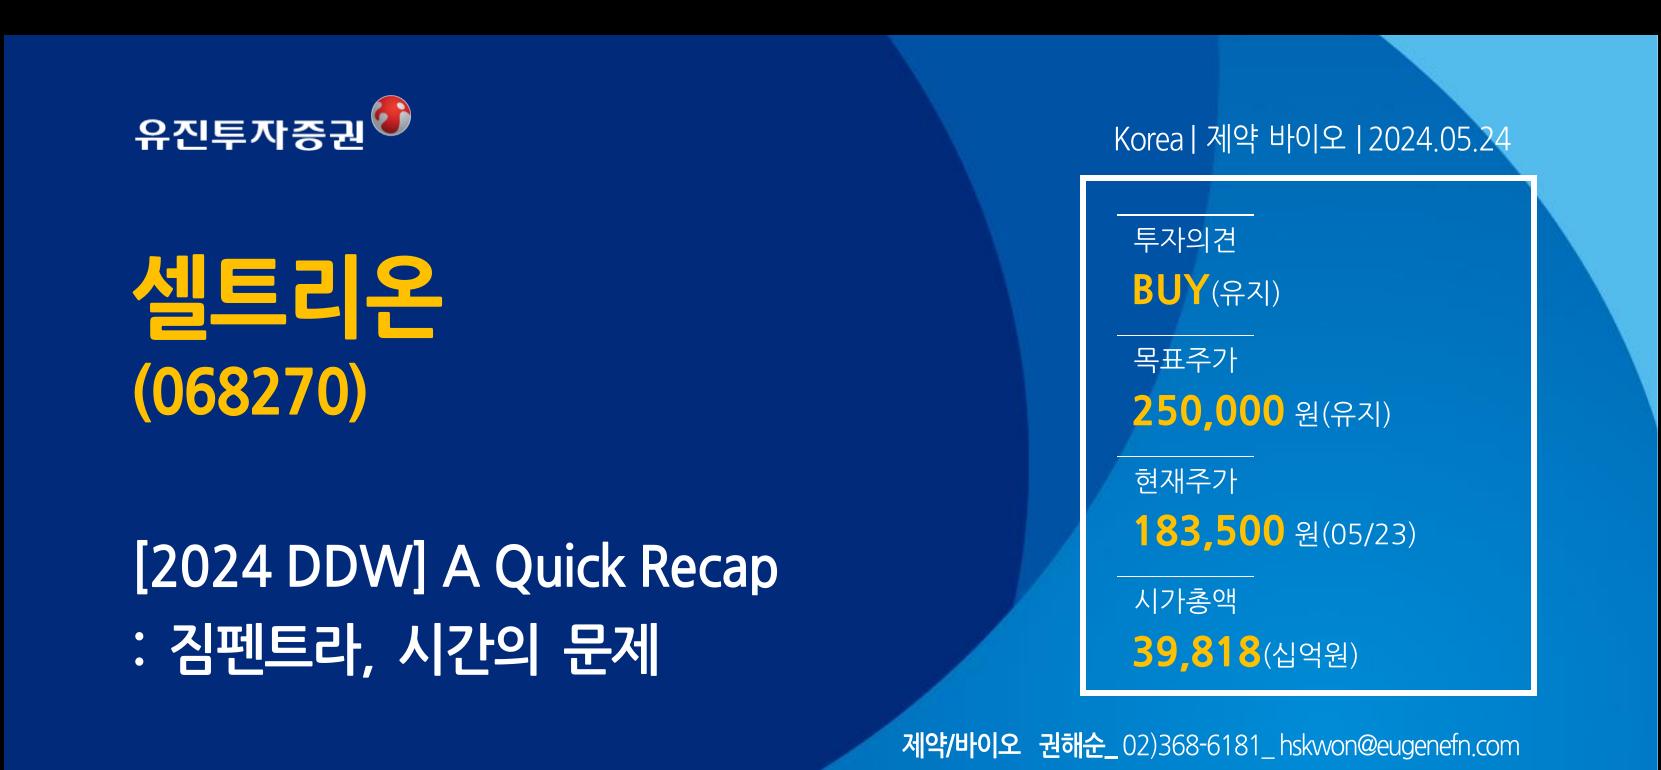 유진투자증권
Korea | 제약 바이오 | 2024.05.24
셀트리온
(068270)
[2024 DDW] A Quick Recap
: 짐펜트라, 시간의 문제
투자의견
BUY(유지)
목표주가
250,000 원(유지)
현재주가
183,500 원(05/23)
시가총액
39,818(십억원)
제약/바이오 권해순_ 02)368-6181_ hskwon@eugenefn.com